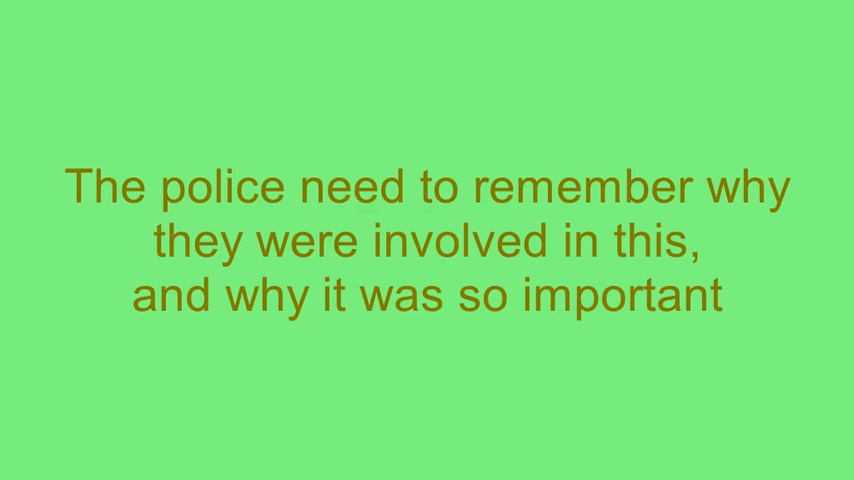 The police need to remember why
they were involved in this,
and why it was so important